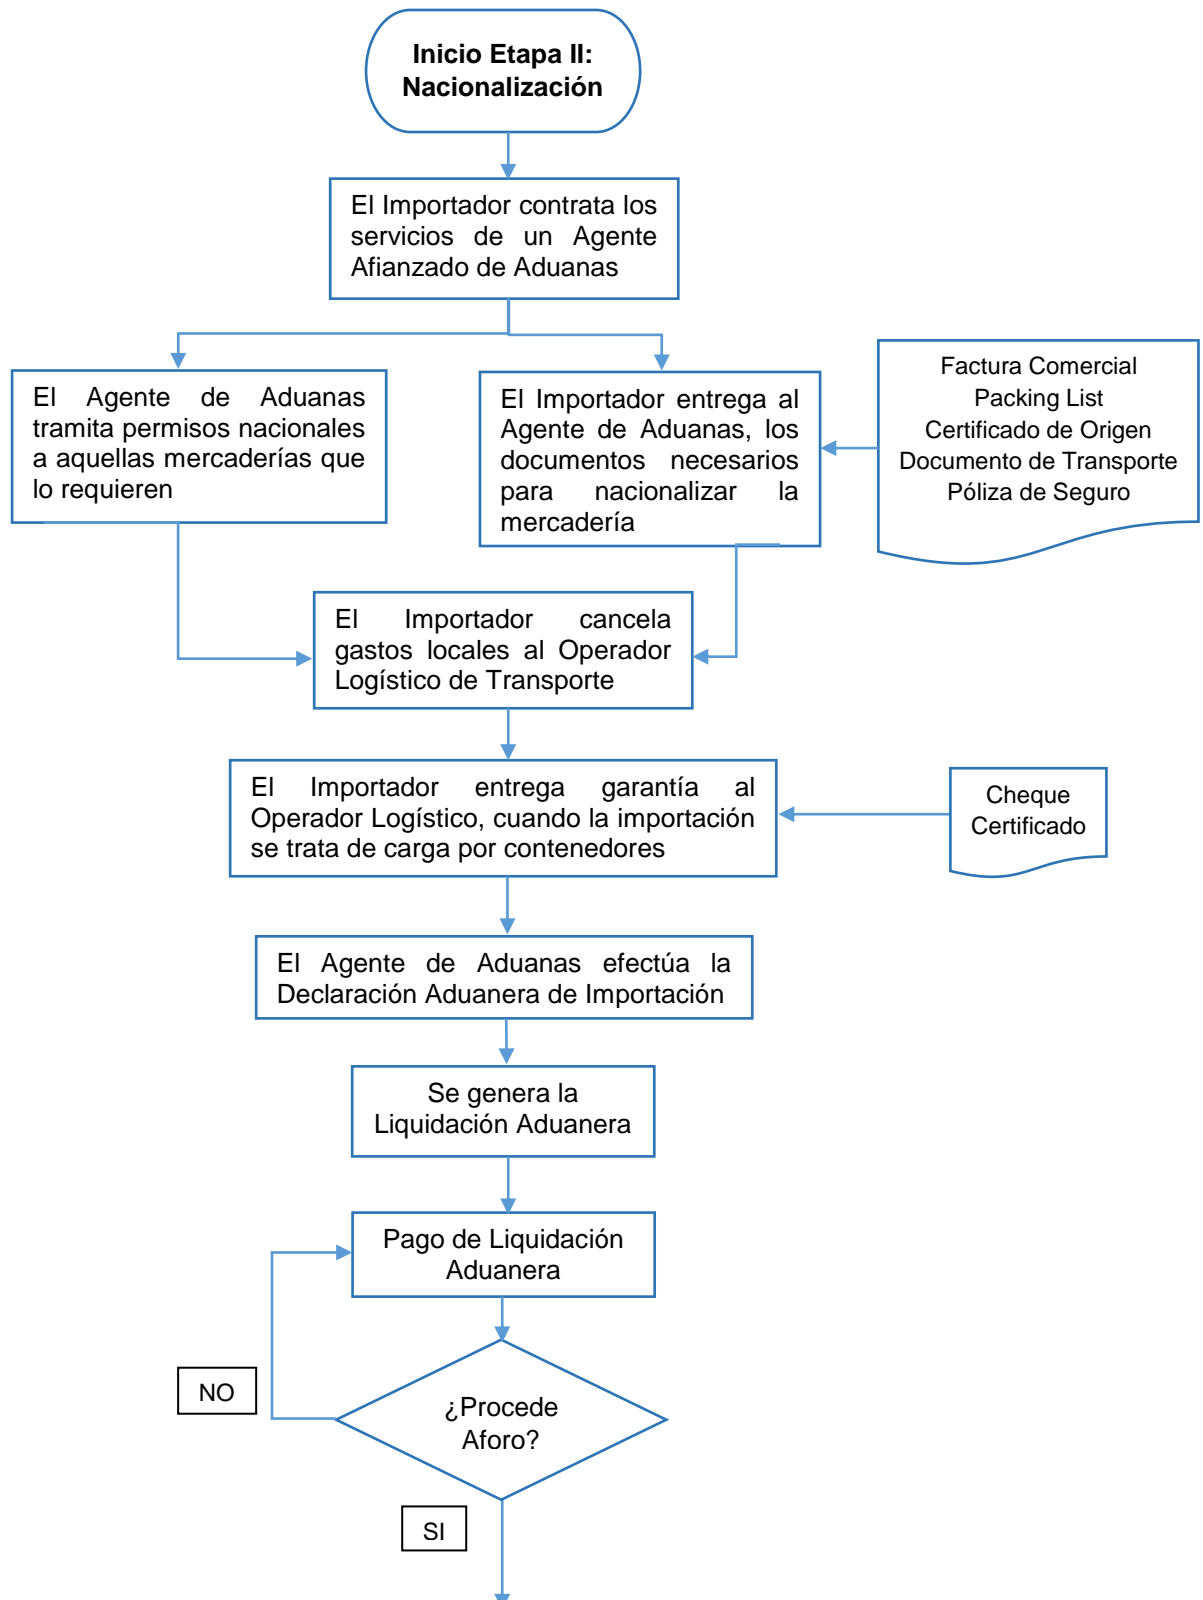 Inicio Etapa II:
Nacionalización
El Importador contrata los
servicios de un Agente
Afianzado de Aduanas
El Agente de Aduanas
tramita permisos nacionales
a aquellas mercaderías que
lo requieren
El Importador entrega al
Agente de Aduanas, los
documentos necesarios
para nacionalizar la
mercadería
Factura Comercial
Packing List
Certificado de Origen
Documento de Transporte
Póliza de Seguro
El Importador cancela
gastos locales al Operador
Logístico de Transporte
El Importador entrega garantía al
Operador Logístico, cuando la importación
se trata de carga por contenedores
Cheque
Certificado
El Agente de Aduanas efectúa la
Declaración Aduanera de Importación
Se genera la
Liquidación Aduanera
Pago de Liquidación
Aduanera
NO
¿Procede
Aforo?
SI